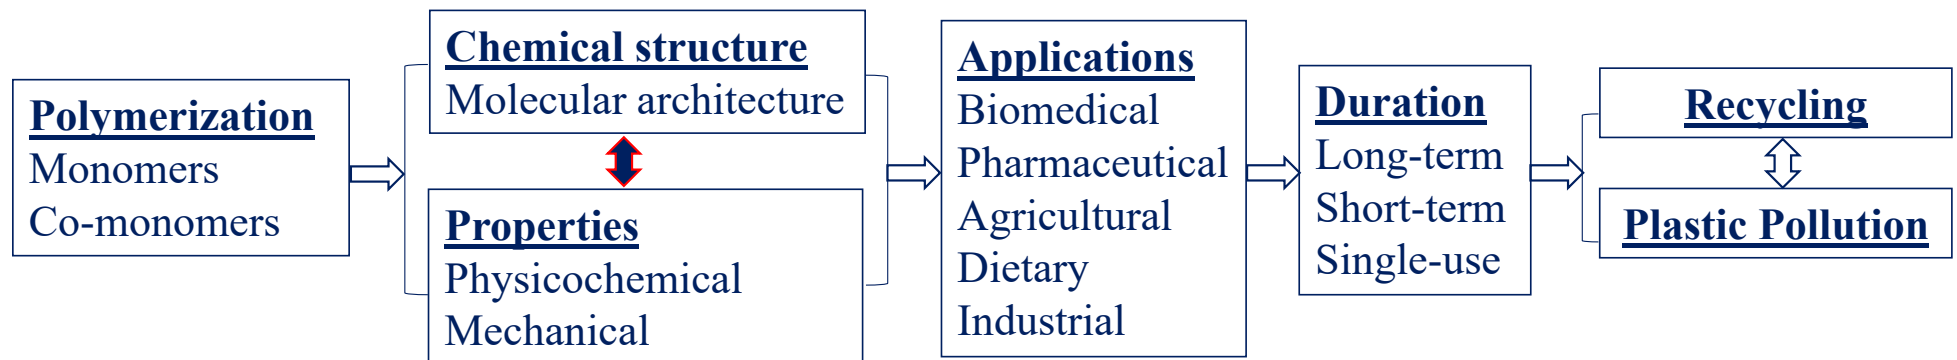 Polymerization
Monomers
Co-monomers
Chemical structure
Molecular architecture
Properties
Physicochemical
Mechanical
Applications
Biomedical
Pharmaceutical
Agricultural
Dietary
Industrial
Duration
Long-term
Short-term
Single-use
Recycling
Plastic Pollution